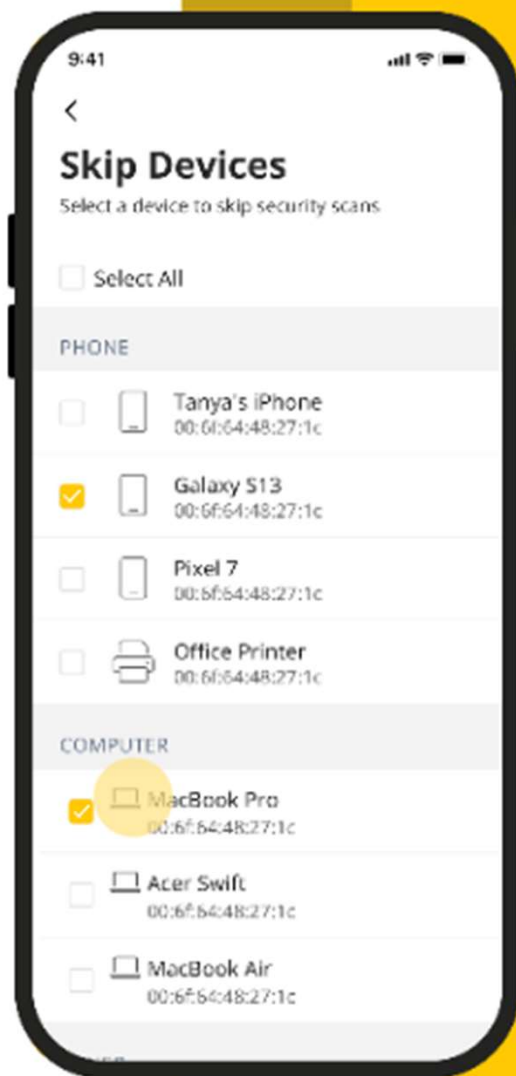 9:41
Skip Devices
Select a device to skip security scans
Select All
PHONE
Tanya's iPhone
00:6f:64:48:27:1c
Galaxy S13
00:6f:64:48:27:1c
Pixel 7
00:6f:64:48:27:1c
Office Printer
00:6f:64:48:27:1c
COMPUTER
MacBook Pro
00:6f:64:48:27:1c
Acer Swift
00:6f:64:48:27:1c
MacBook Air
00:6f:64:48:27:1c